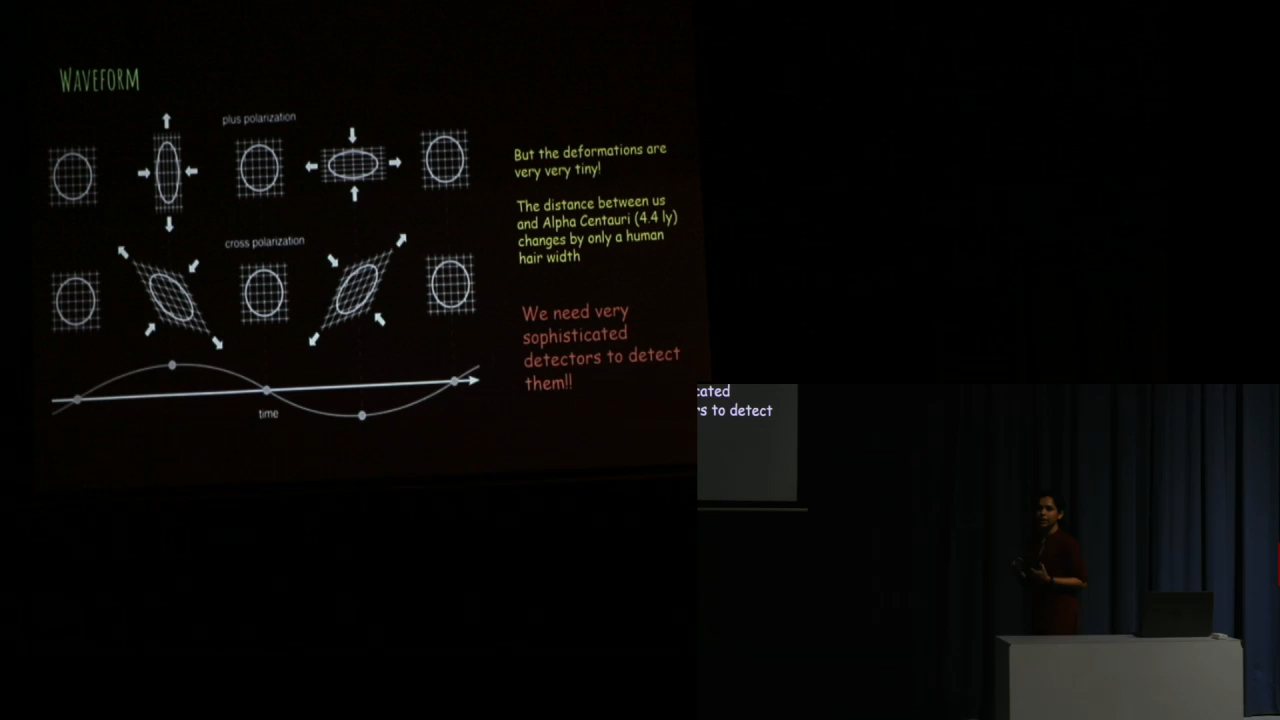 WAVEFORM
plus polarization
cross polarization
time
But the deformations are
very very tiny!
The distance between us
and Alpha Centauri (4.4 ly)
changes by only a human
hair width
We need very
sophisticated
detectors to detect
them!!
cated
rs to detect